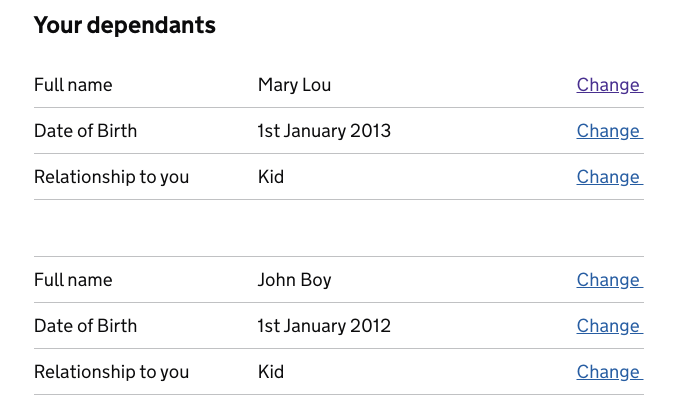 Your dependants
Full name Mary Lou Change
Date of Birth 1st January 2013 Change
Relationship to you Kid Change
Full name John Boy Change
Date of Birth 1st January 2012 Change
Relationship to you Kid Change